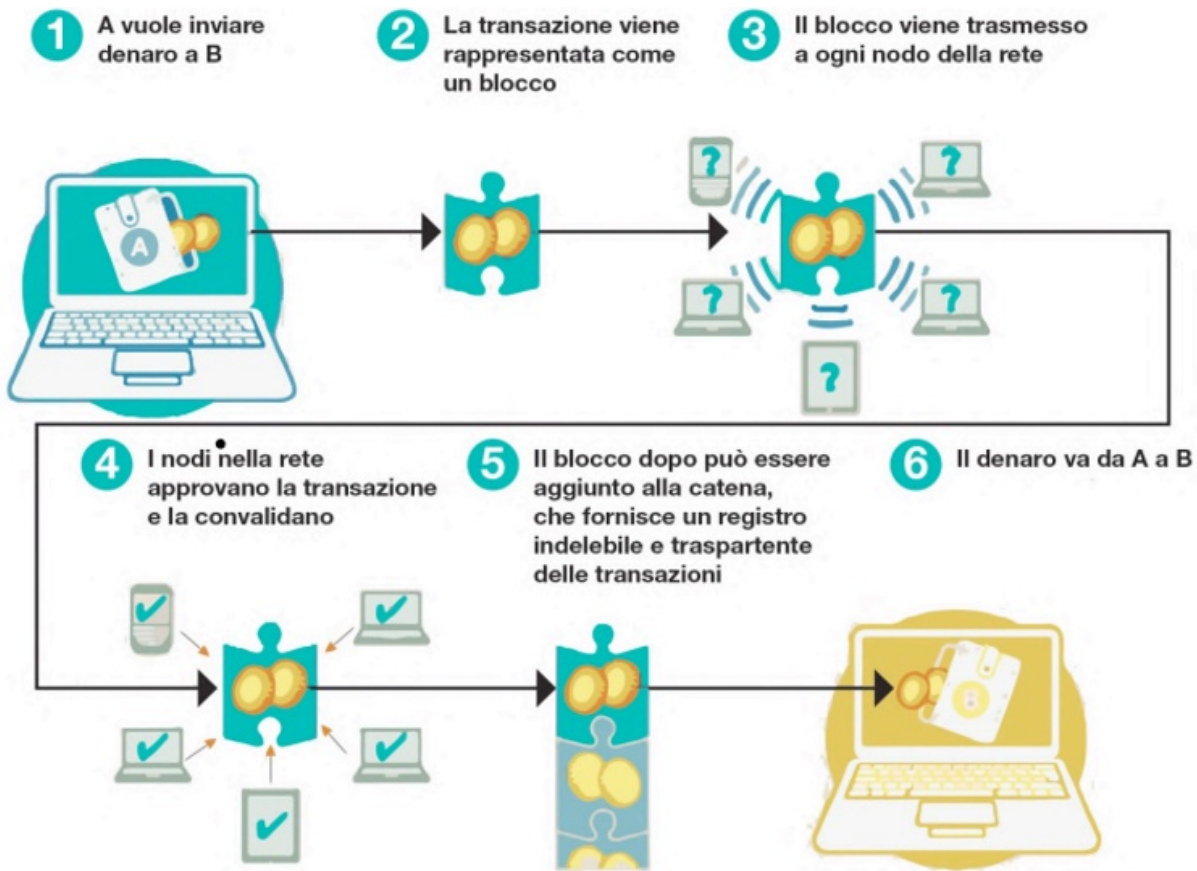 1 A vuole inviare
denaro a B
2 La transazione viene
rappresentata come
un blocco
3 Il blocco viene trasmesso
a ogni nodo della rete
A
?
?
?
?
?
4 I nodi nella rete
approvano la transazione
e la convalidano
5 Il blocco dopo può essere
aggiunto alla catena,
che fornisce un registro
indelebile e traspartente
delle transazioni
6 Il denaro va da A a B